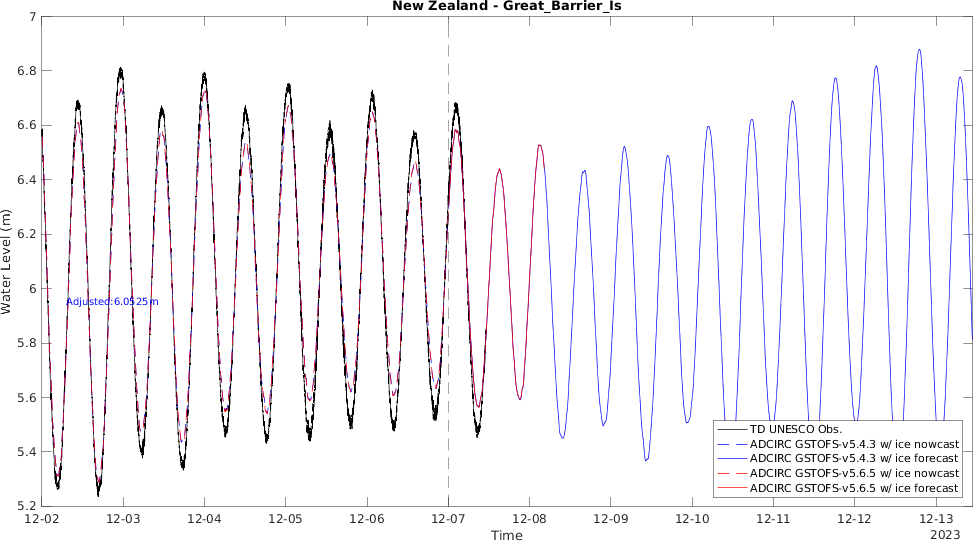 New Zealand - Great_Barrier_Is
7
6.8
6.6
6.4
6.2
6
5.8
5.6
5.4
5.2
Water Level (m)
Adjusted:6.0525m
TD UNESCO Obs.
ADCIRC GSTOFS-v5.4.3 w/ ice nowcast
ADCIRC GSTOFS-v5.4.3 w/ ice forecast
ADCIRC GSTOFS-v5.6.5 w/ ice nowcast
ADCIRC GSTOFS-v5.6.5 w/ ice forecast
12-02 12-03 12-04 12-05 12-06 12-07 12-08 12-09 12-10 12-11 12-12 12-13
Time
2023